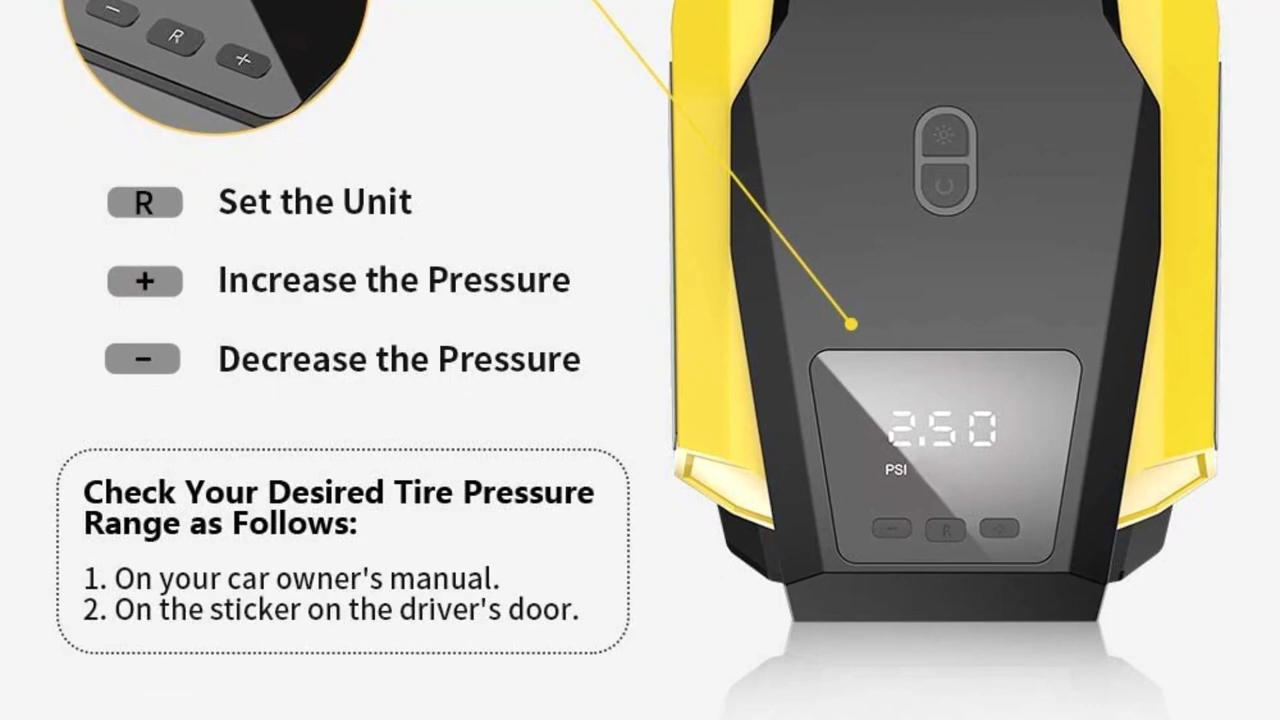 −
R
+
R Set the Unit
+ Increase the Pressure
− Decrease the Pressure
2.50
PSI
− R
Check Your Desired Tire Pressure
Range as Follows:
1. On your car owner's manual.
2. On the sticker on the driver's door.